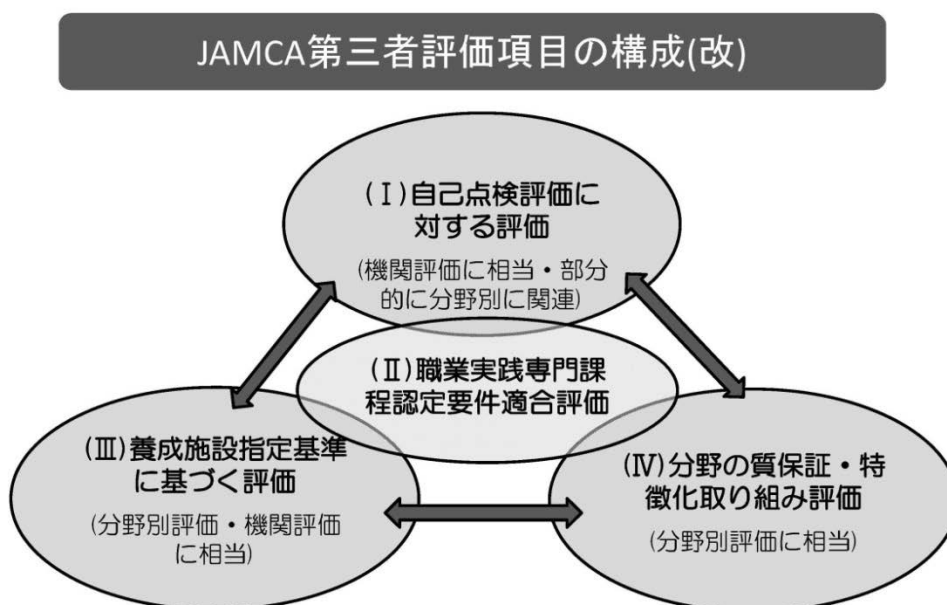 JAMCA第三者評価項目の構成(改)
(Ⅰ)自己点検評価に
対する評価
(機関評価に相当・部分
的に分野別に関連)
(Ⅱ)職業実践専門課
程認定要件適合評価
(Ⅲ)養成施設指定基準
に基づく評価
(分野別評価・機関評価
に相当)
(Ⅳ)分野の質保証・特
徴化取り組み評価
(分野別評価に相当)